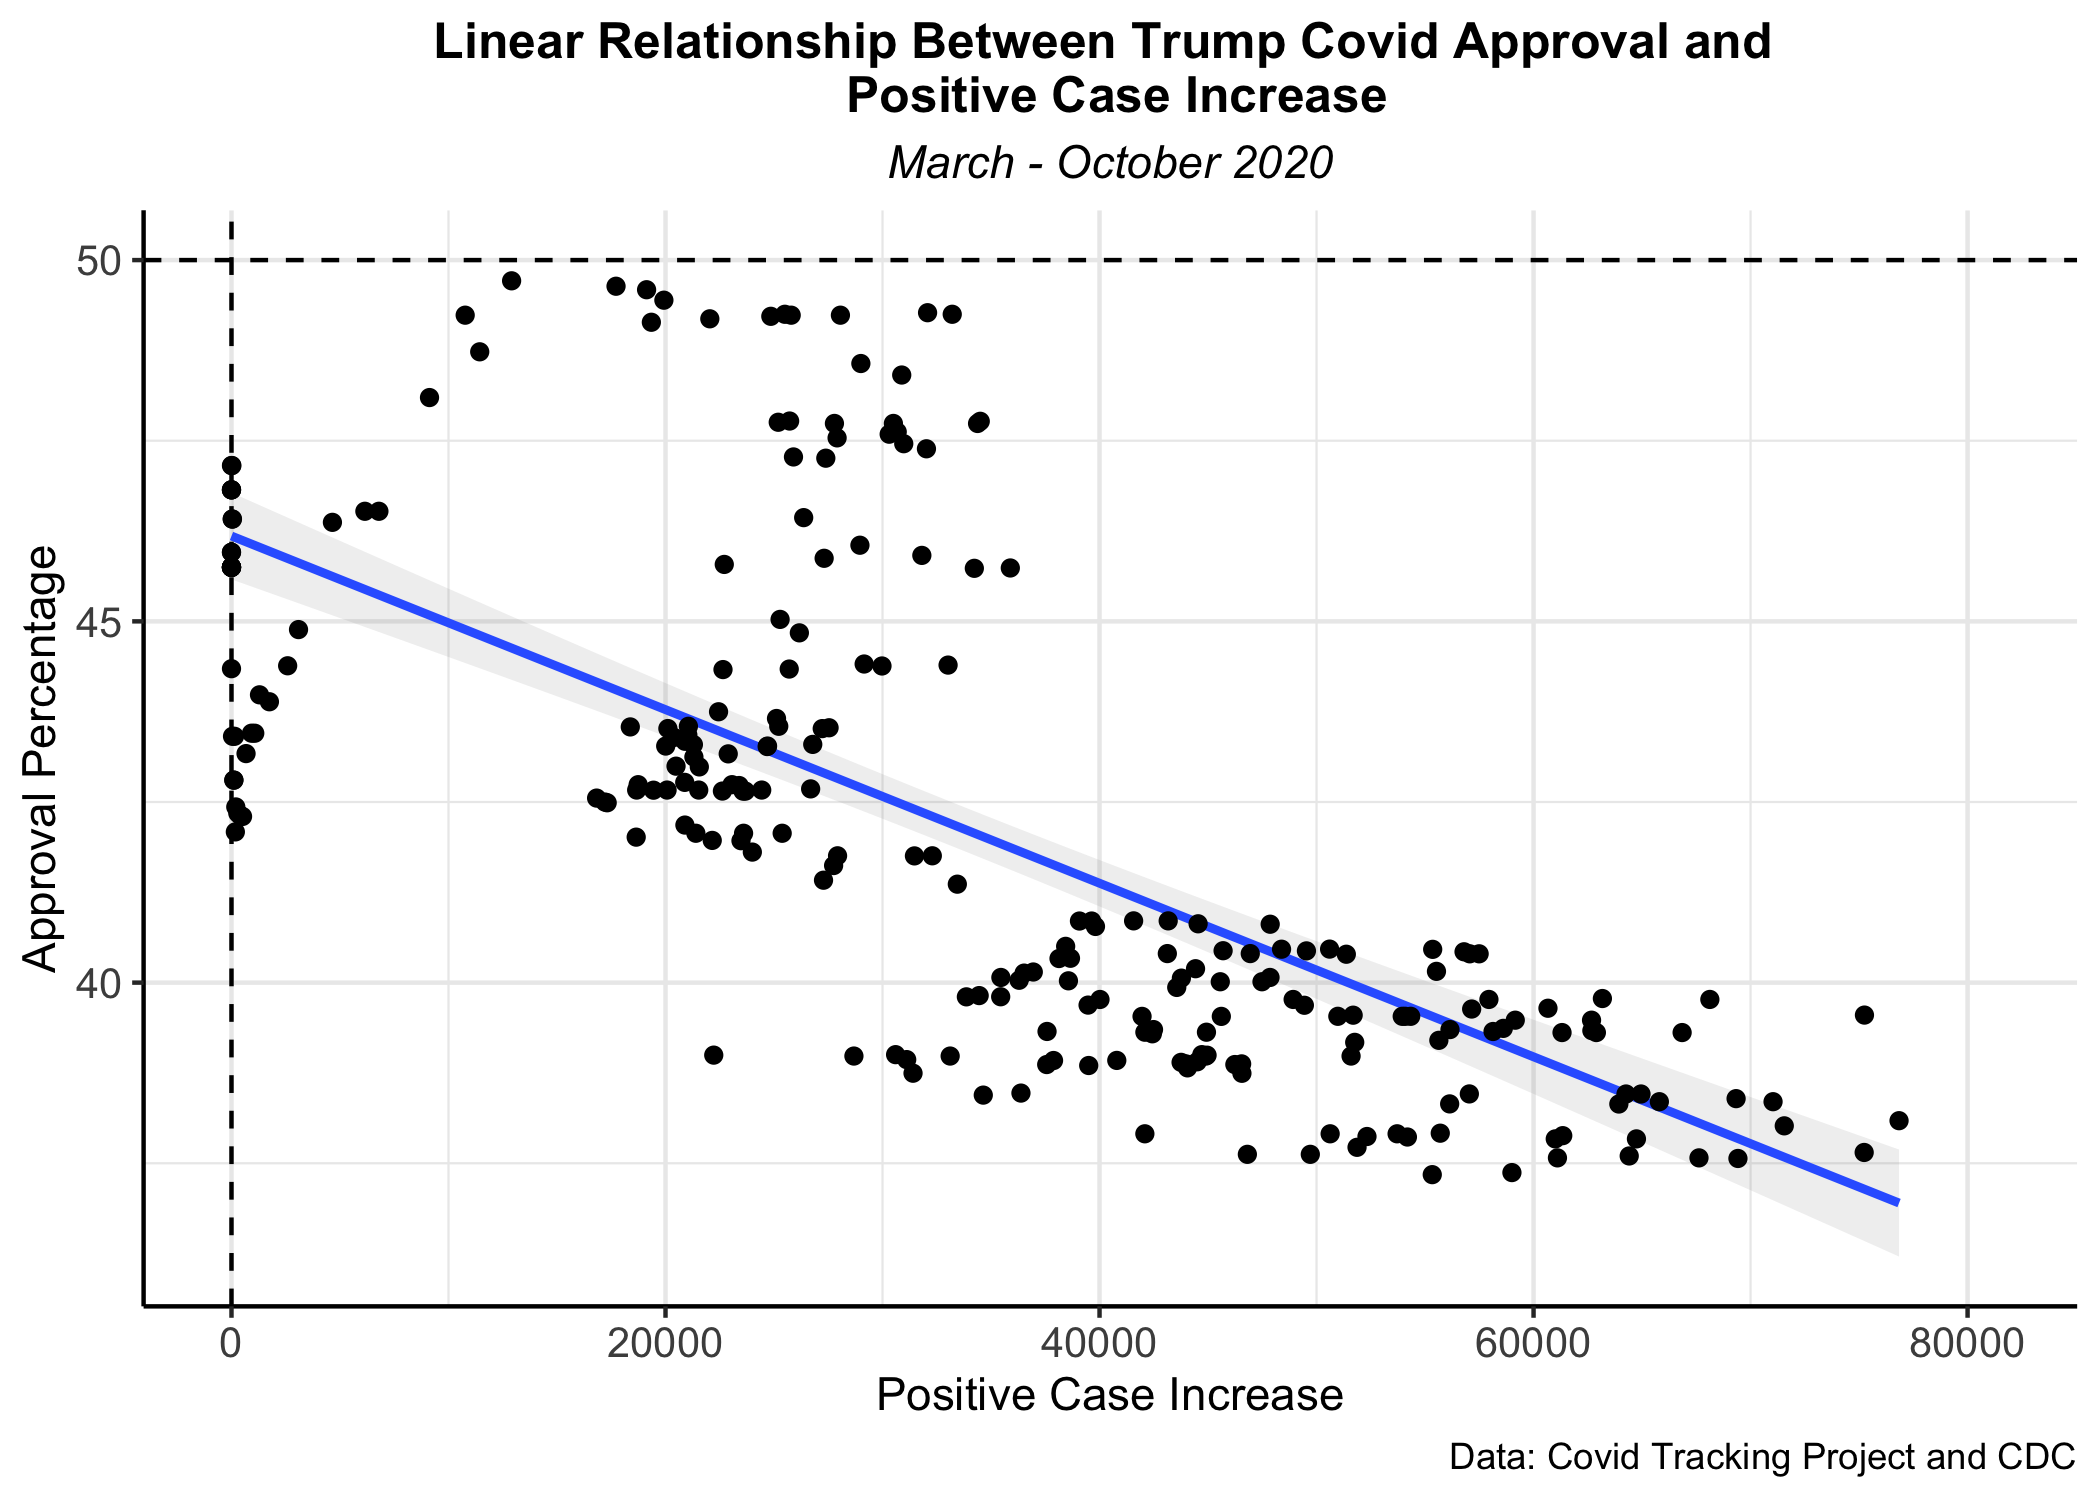 Linear Relationship Between Trump Covid Approval and
Positive Case Increase
March - October 2020
Approval Percentage
50
45
40
0 20000 40000 60000 80000
Positive Case Increase
Data: Covid Tracking Project and CDC